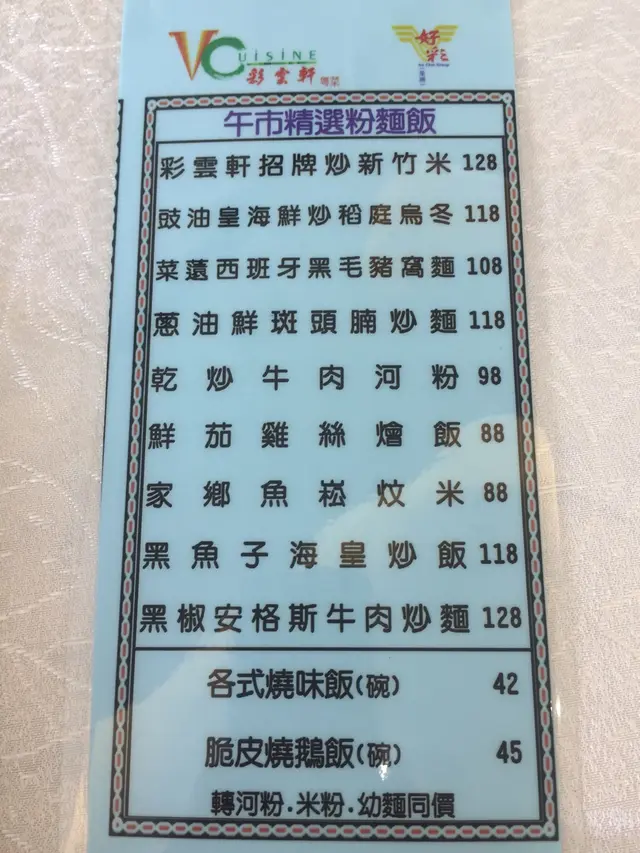 VCUISINE
彩雲軒 粵菜
好彩
午市精選粉麵飯
彩雲軒招牌炒新竹米 128
豉油皇海鮮炒稻庭烏冬 118
菜薳西班牙黑毛豬窩麵 108
蔥油鮮斑頭腩炒麵 118
乾炒牛肉河粉 98
鮮茄雞絲燴飯 88
家鄉魚崧炆米 88
黑魚子海皇炒飯 118
黑椒安格斯牛肉炒麵 128
各式燒味飯(碗) 42
脆皮燒鵝飯(碗) 45
轉河粉.米粉.幼麵同價